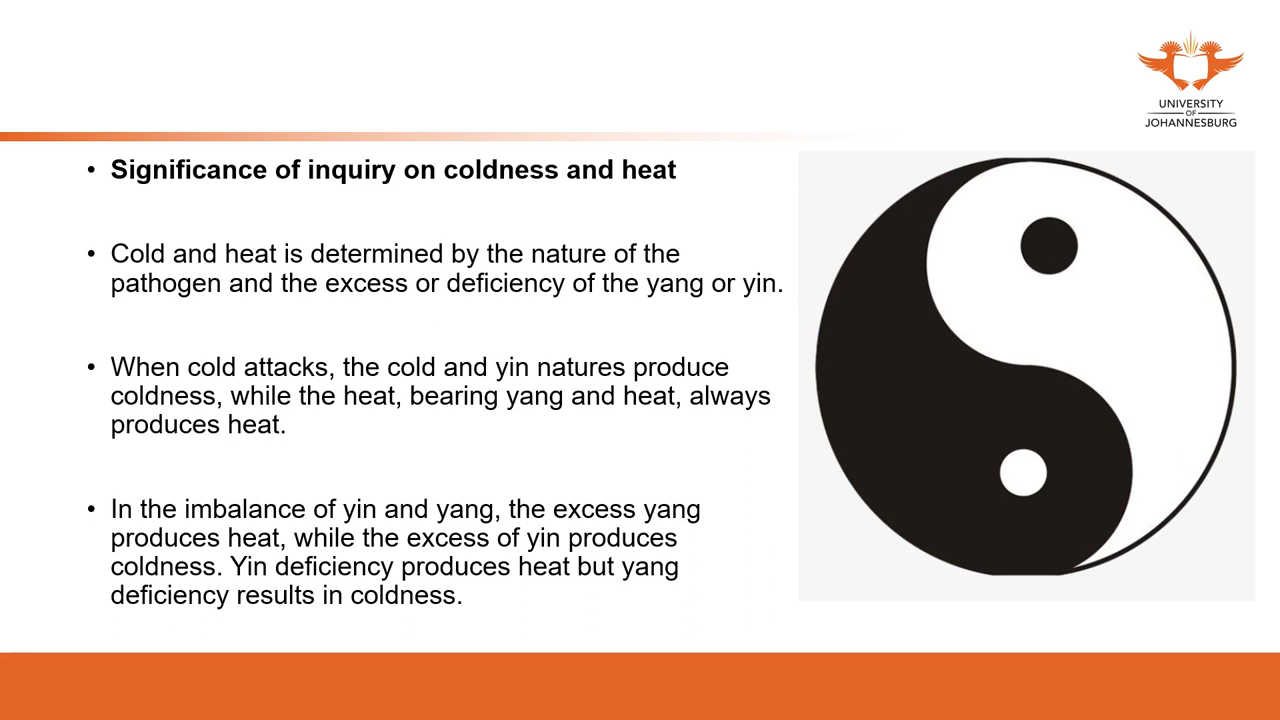 UNIVERSITY
OF
JOHANNESBURG
• Significance of inquiry on coldness and heat
• Cold and heat is determined by the nature of the
pathogen and the excess or deficiency of the yang or yin.
• When cold attacks, the cold and yin natures produce
coldness, while the heat, bearing yang and heat, always
produces heat.
• In the imbalance of yin and yang, the excess yang
produces heat, while the excess of yin produces
coldness. Yin deficiency produces heat but yang
deficiency results in coldness.